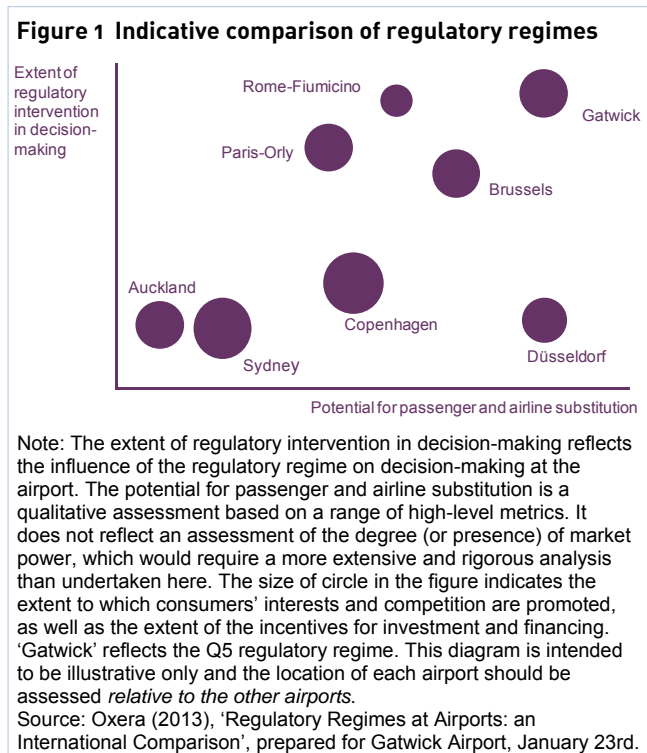 Figure 1 Indicative comparison of regulatory regimes
Extent of
regulatory
intervention
in decision-
making
Rome-Fiumicino
Gatwick
Paris-Orly
Brussels
Auckland
Copenhagen
Sydney
Düsseldorf
Potential for passenger and airline substitution
Note: The extent of regulatory intervention in decision-making reflects
the influence of the regulatory regime on decision-making at the
airport. The potential for passenger and airline substitution is a
qualitative assessment based on a range of high-level metrics. It
does not reflect an assessment of the degree (or presence) of market
power, which would require a more extensive and rigorous analysis
than undertaken here. The size of circle in the figure indicates the
extent to which consumers’ interests and competition are promoted,
as well as the extent of the incentives for investment and financing.
‘Gatwick’ reflects the Q5 regulatory regime. This diagram is intended
to be illustrative only and the location of each airport should be
assessed relative to the other airports.
Source: Oxera (2013), ‘Regulatory Regimes at Airports: an
International Comparison’, prepared for Gatwick Airport, January 23rd.